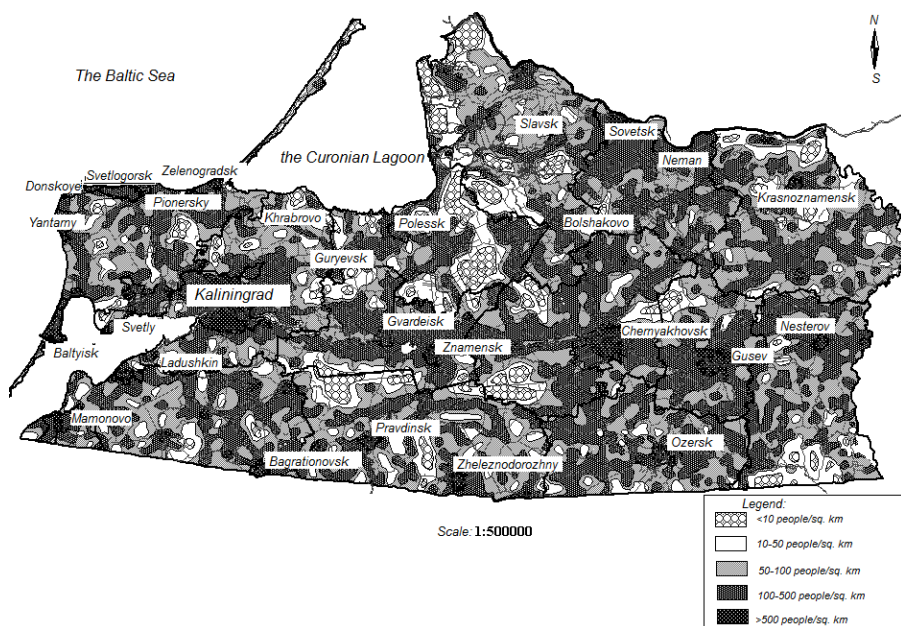 N
The Baltic Sea
S
Slavsk
Sovetsk
the Curonian Lagoon
Neman
Zelenogradsk
Svetlogorsk
Donskoye
Pionersky
Krasnoznamensk
Yantarny
Khrabrovo
Polessk
Bolshakovo
Guryevsk
Kaliningrad
Gvardeisk
Svetly
Chernyakhovsk
Nesterov
Baltyisk
Znamensk
Gusev
Ladushkin
Mamonovo
Pravdinsk
Ozersk
Bagrationovsk
Zheleznodorozhny
Scale: 1:500000
Legend:
<10 people/sq. km
10-50 people/sq. km
50-100 people/sq. km
100-500 people/sq. km
>500 people/sq. km